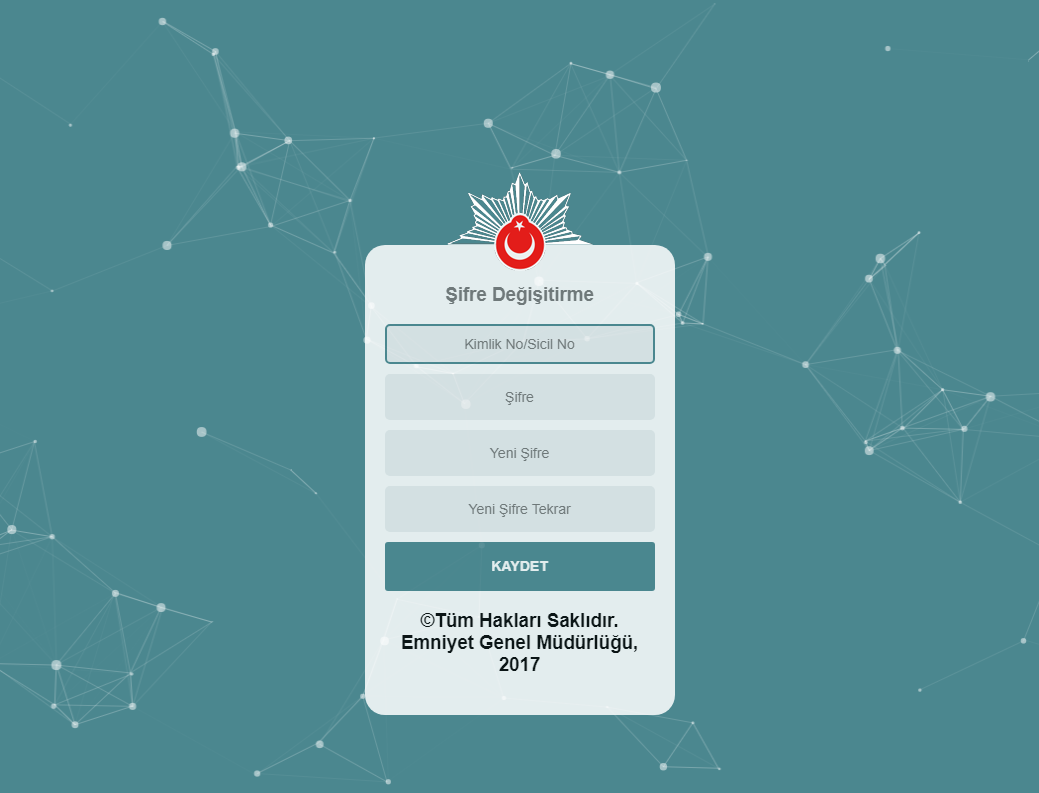 Şifre Değişitirme
Kimlik No/Sicil No
Şifre
Yeni Şifre
Yeni Şifre Tekrar
KAYDET
©Tüm Hakları Saklıdır.
Emniyet Genel Müdürlüğü,
2017